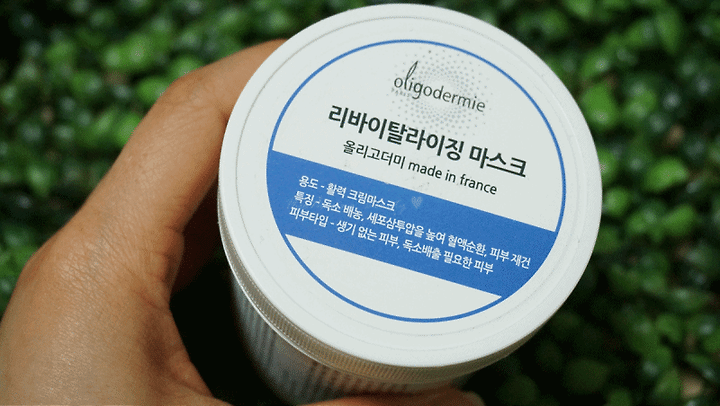 oligodermie
리바이탈라이징 마스크
올리고더미 made in france
용도 - 활력 크림마스크
특징 - 독소 배농, 세포삼투압을 높여 혈액순환, 피부 재건
피부타입 - 생기 없는 피부, 독소배출 필요한 피부